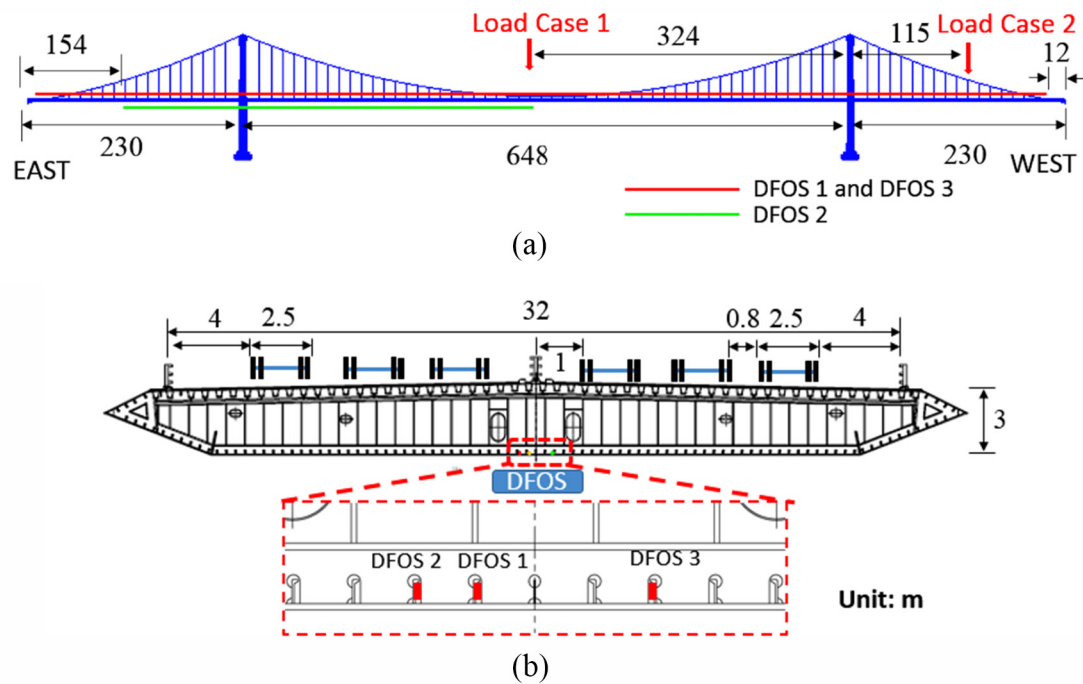 Load Case 1
Load Case 2
154
324
115
12
230
648
230
EAST
WEST
DFOS 1 and DFOS 3
DFOS 2
(a)
32
4
2.5
0.8
2.5
4
1
3
DFOS
DFOS 2
DFOS 1
DFOS 3
Unit: m
(b)